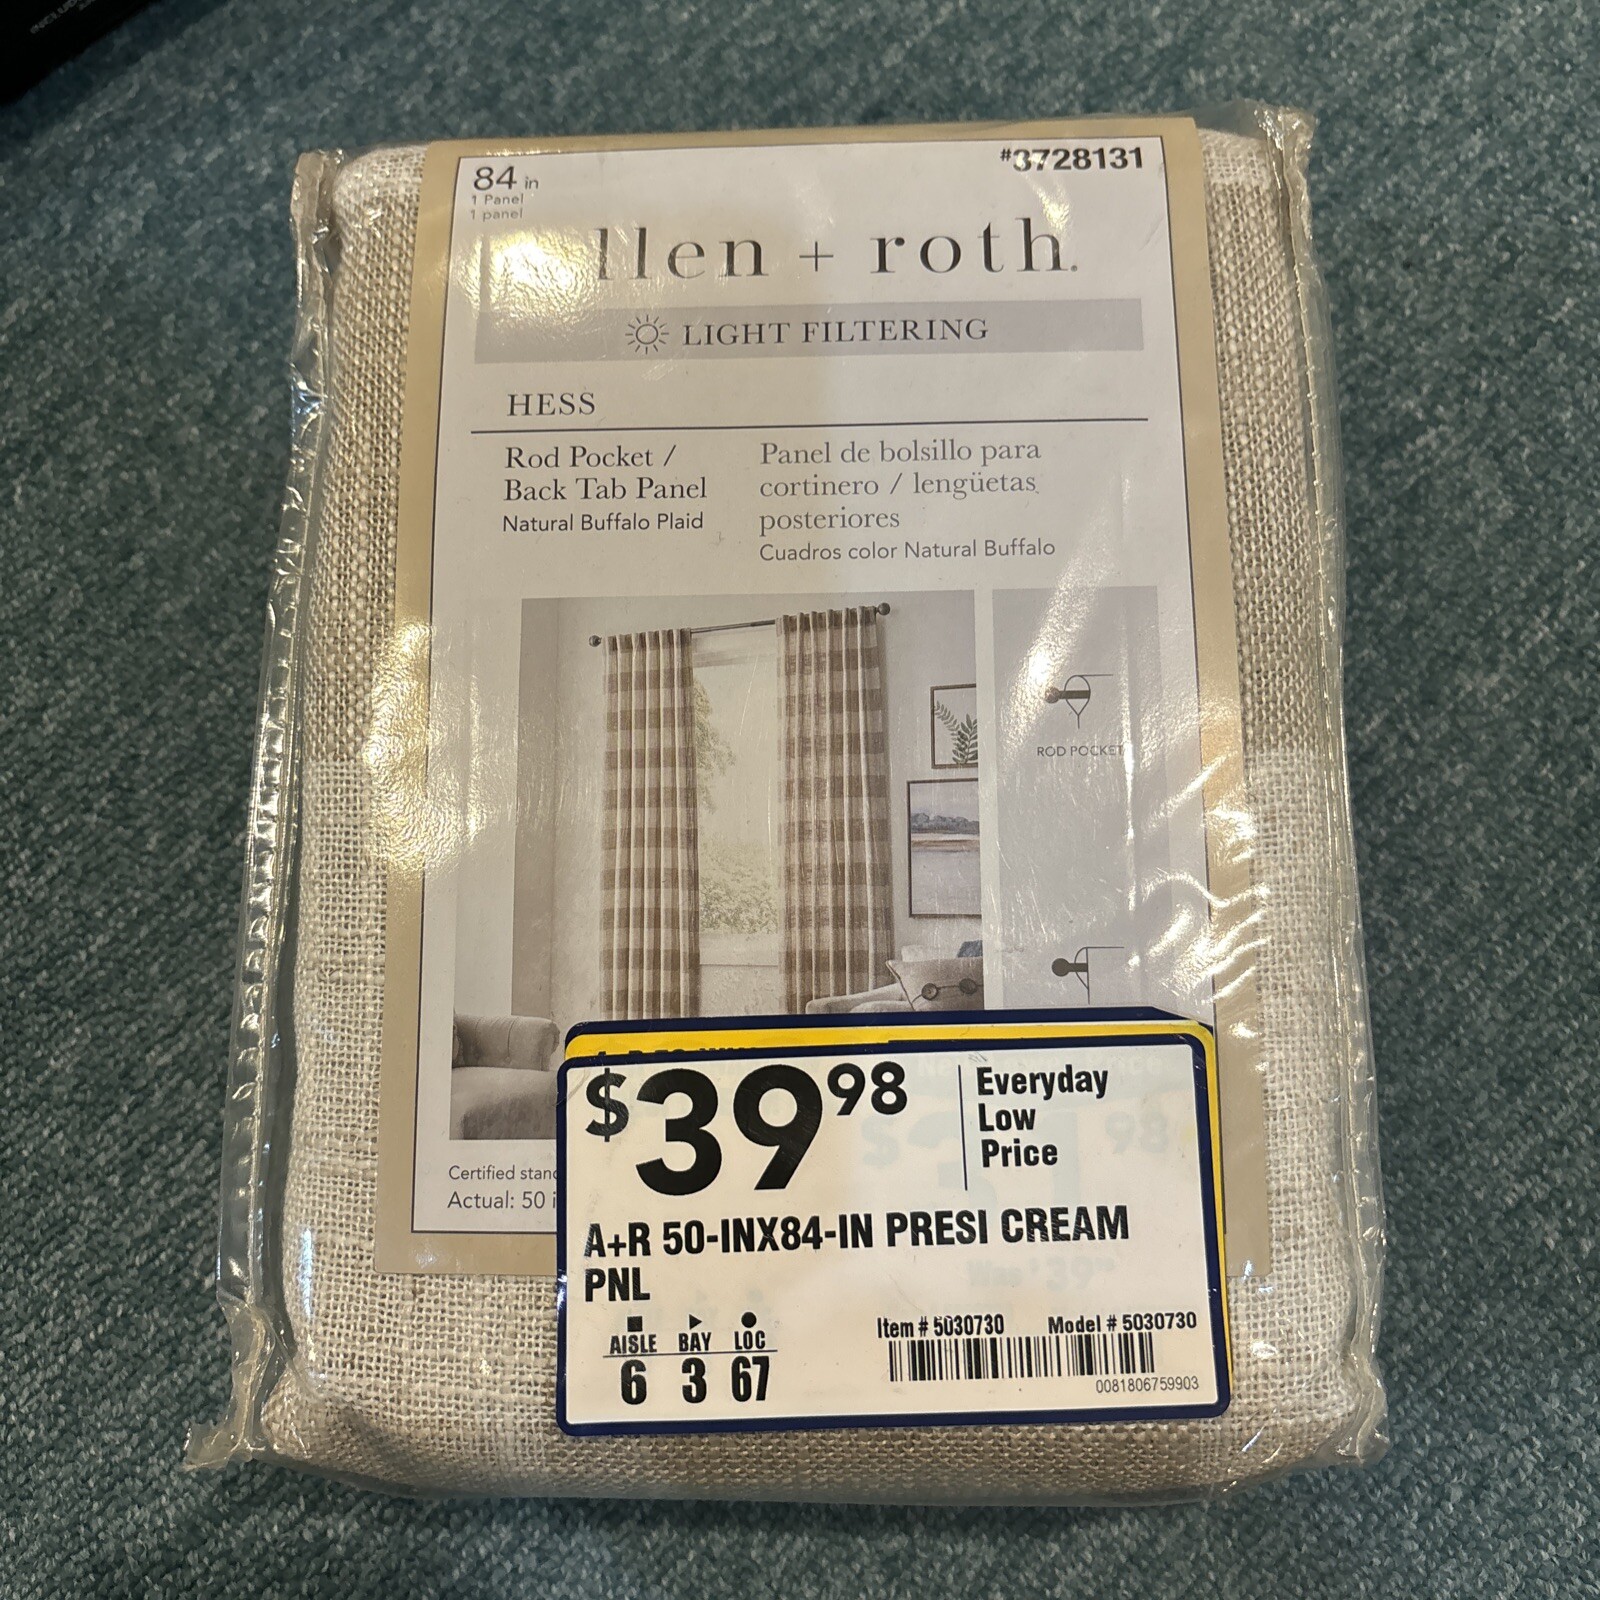 84 in
1 Panel
1 panel
#3728131
llen + roth.
LIGHT FILTERING
HESS
Rod Pocket /
Back Tab Panel
Natural Buffalo Plaid
Panel de bolsillo para
cortinero / lengüetas
posteriores
Cuadros color Natural Buffalo
ROD POCKET
Certified stand
Actual: 50 i
$39 98
Everyday
Low
Price
A+R 50-INX84-IN PRESI CREAM
PNL
AISLE BAY LOC
6 3 67
Item # 5030730 Model # 5030730
0081806759903